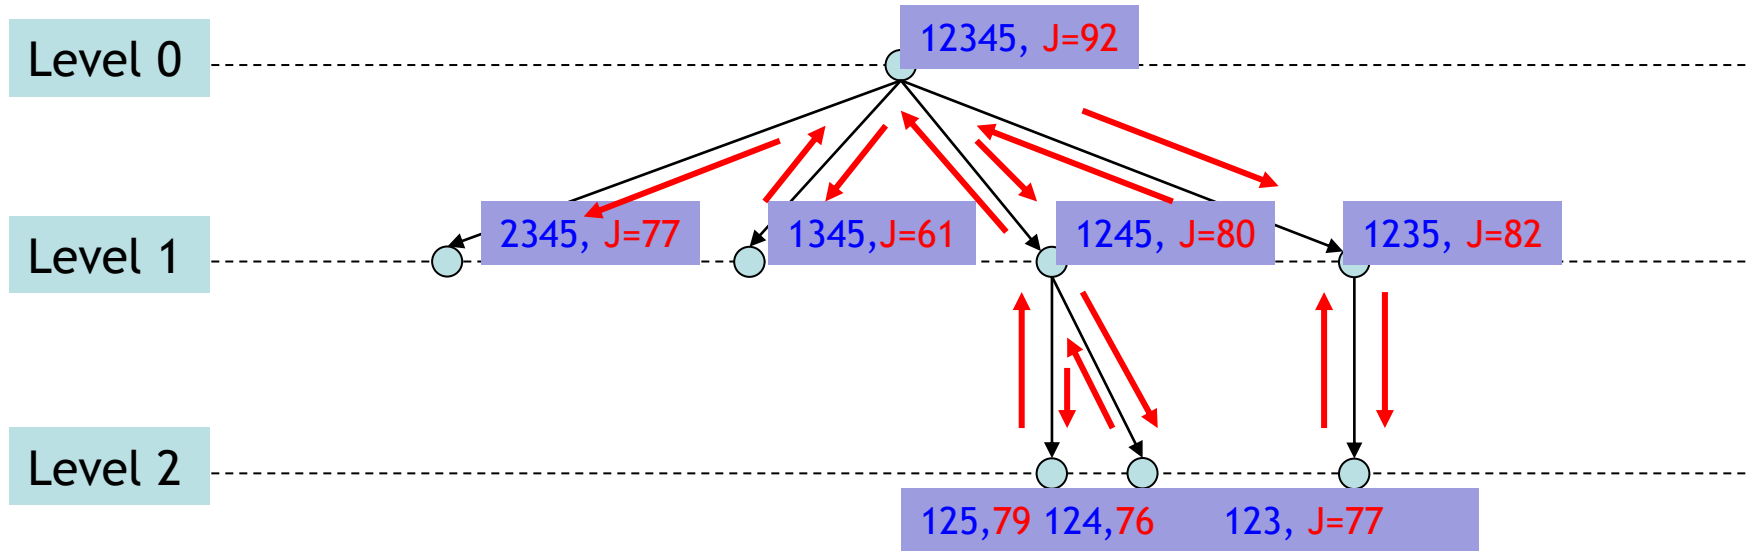 12345, J=92
Level 0
2345, J=77
1345,J=61
1245, J=80
1235, J=82
Level 1
Level 2
125,79 124,76 123, J=77